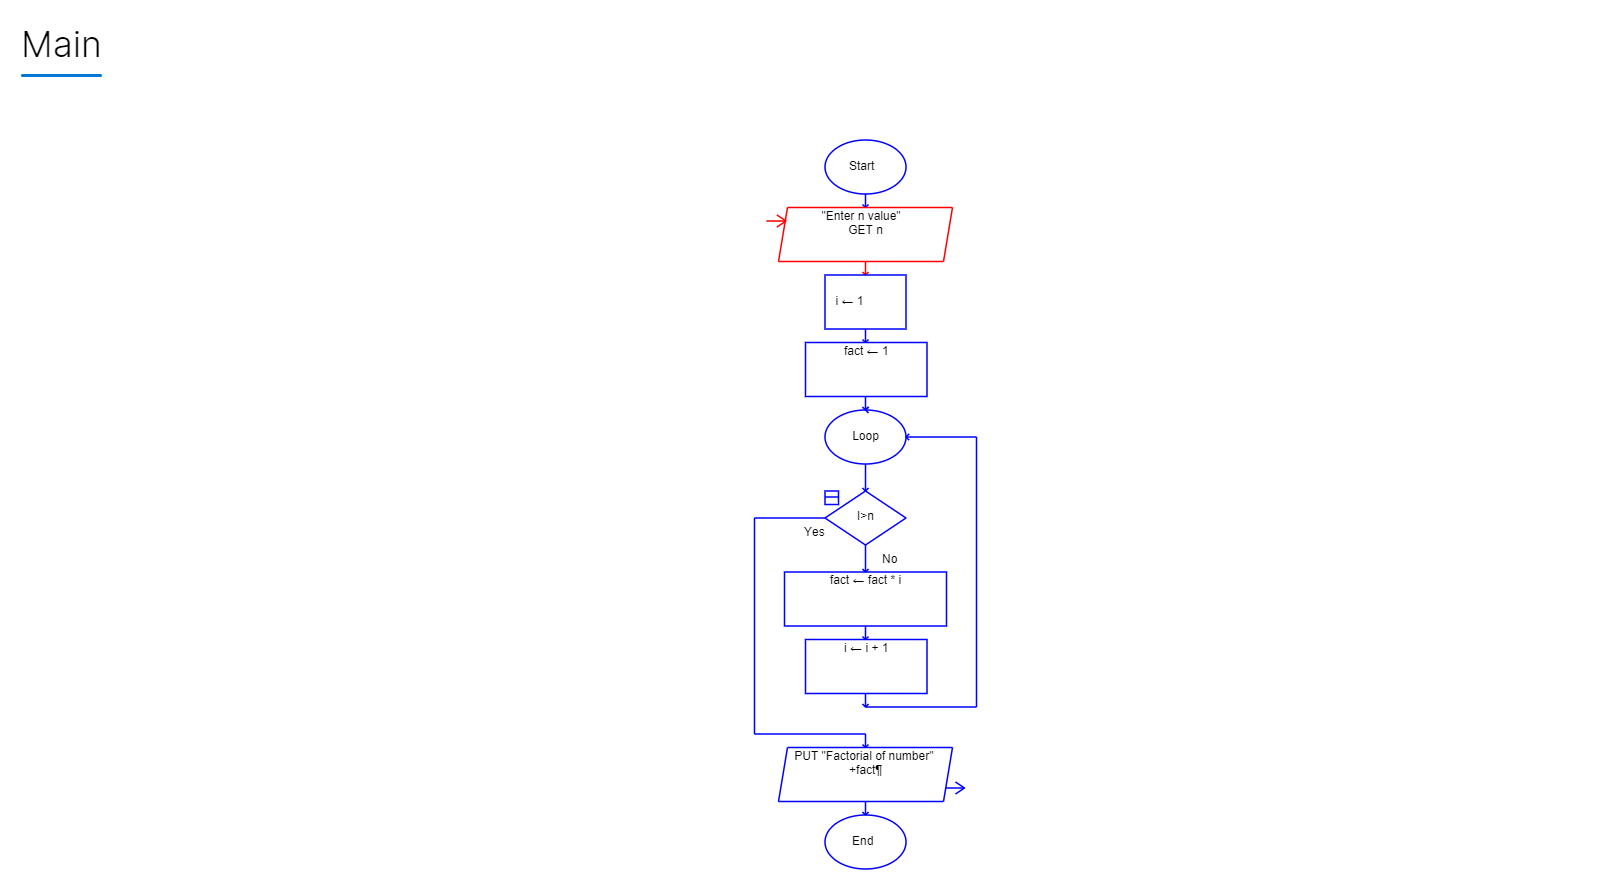 Main
Start
"Enter n value"
GET n
i ← 1
fact ← 1
Loop
I>n
Yes
No
fact ← fact * i
i ← i + 1
PUT "Factorial of number"
+fact¶
End